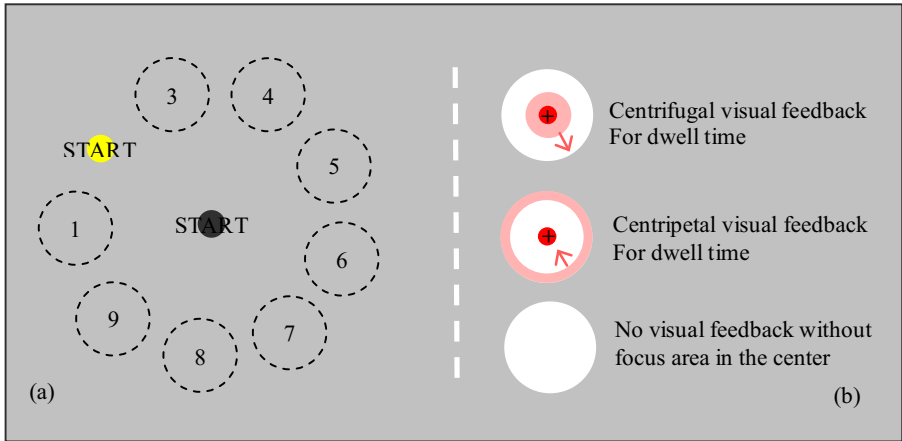 3
4
START
5
1
START
6
9
7
8
(a)
+
Centrifugal visual feedback
For dwell time
+
Centripetal visual feedback
For dwell time
No visual feedback without
focus area in the center
(b)